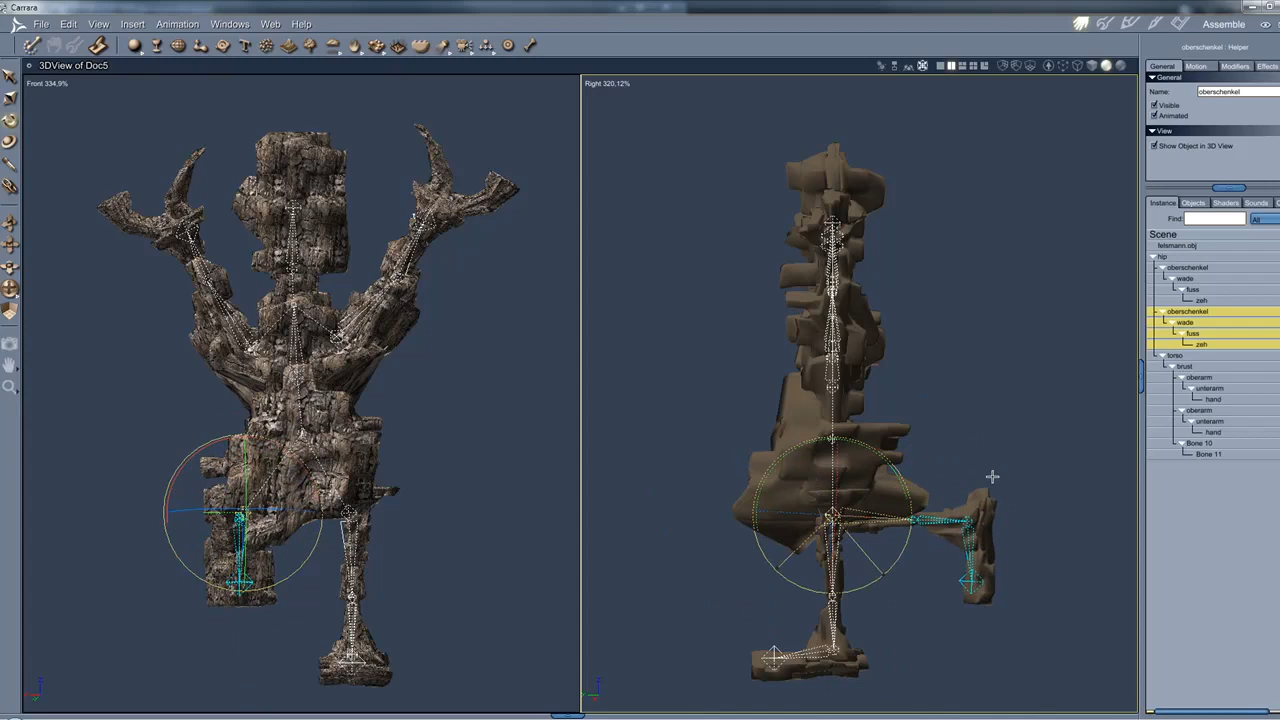 Carrara
File Edit View Insert Animation Windows Web Help
Assemble
3DView of Doc5
Front 334,9%
Right 320,12%
oberschenkel : Helper
General Motion Modifiers Effects
General
Name: oberschenkel
Visible
Animated
View
Show Object in 3D View
Instance Objects Shaders Sounds
Find: All
Scene
felsmann.obj
hip
oberschenkel
wade
fuss
zeh
oberschenkel
wade
fuss
zeh
torso
brust
oberarm
unterarm
hand
oberarm
unterarm
hand
Bone 10
Bone 11